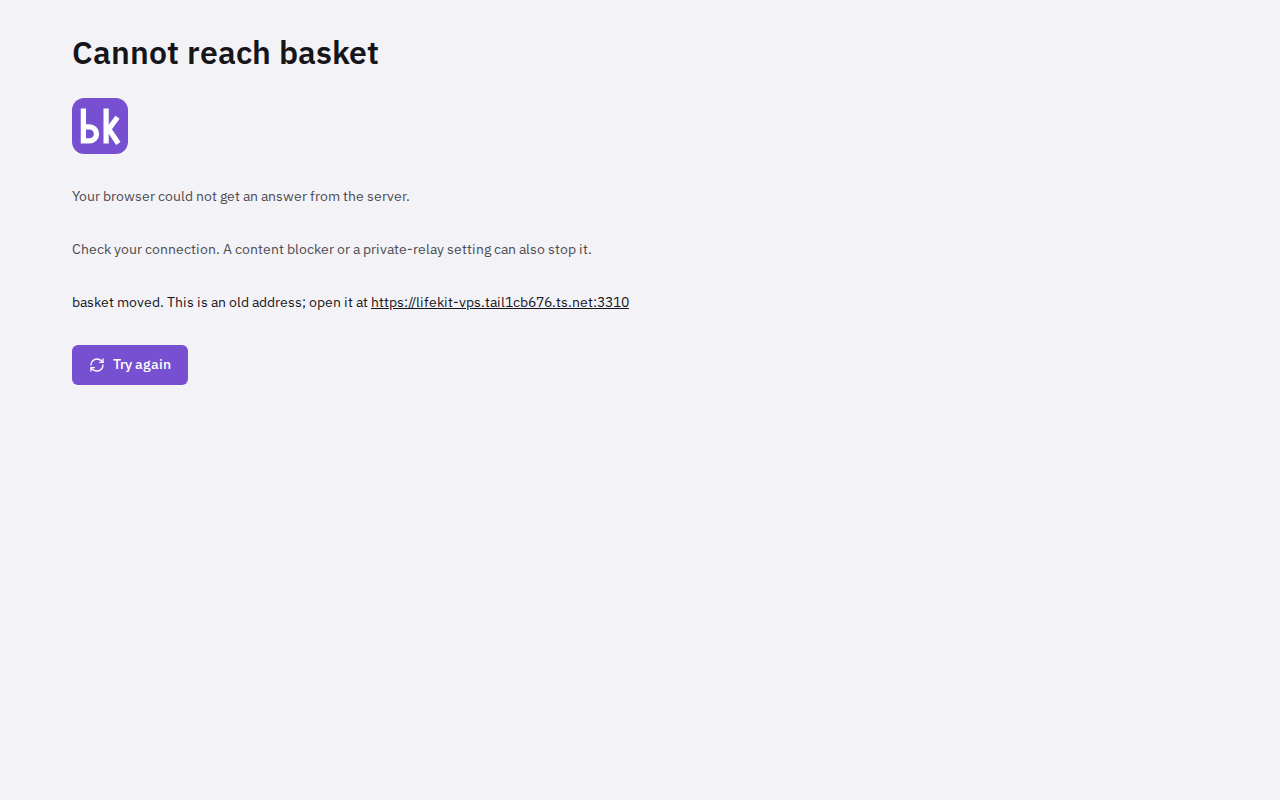 Cannot reach basket
bk
Your browser could not get an answer from the server.
Check your connection. A content blocker or a private-relay setting can also stop it.
basket moved. This is an old address; open it at https://lifekit-vps.tail1cb676.ts.net:3310
Try again